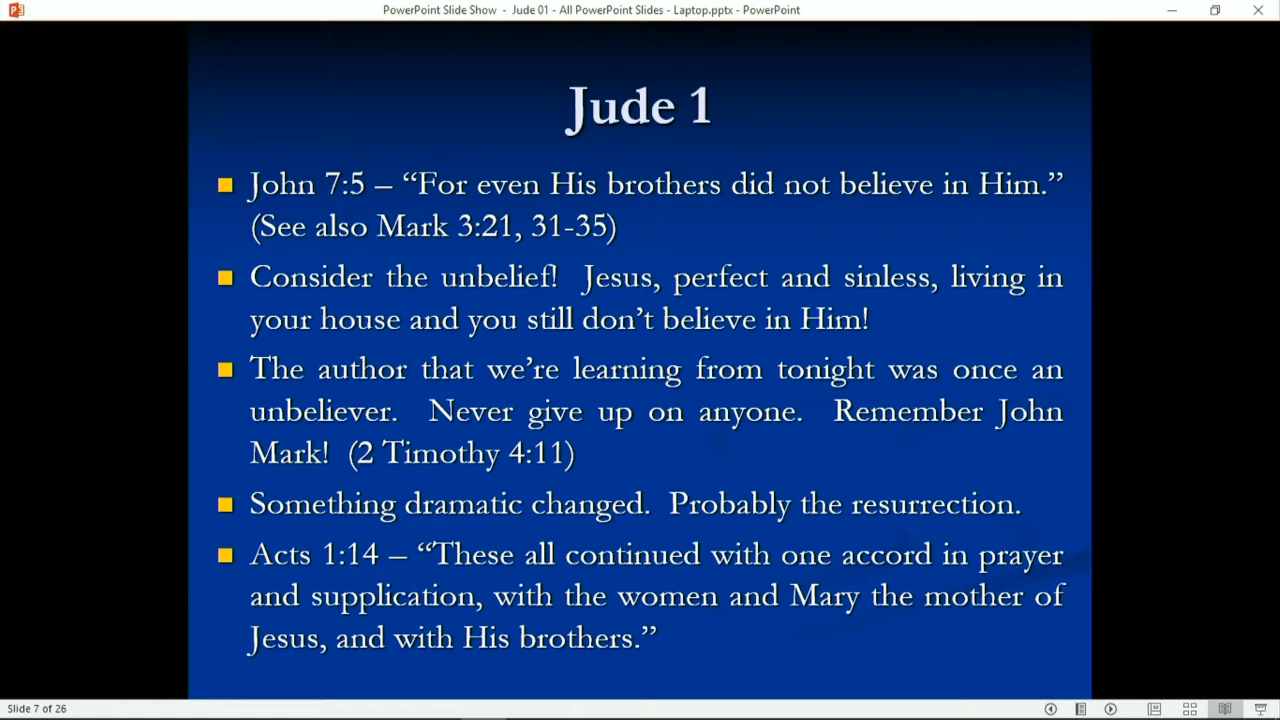 PowerPoint Slide Show - Jude 01 - All PowerPoint Slides - Laptop.pptx - PowerPoint
Jude 1
John 7:5 – “For even His brothers did not believe in Him.”
(See also Mark 3:21, 31-35)
Consider the unbelief! Jesus, perfect and sinless, living in
your house and you still don’t believe in Him!
The author that we’re learning from tonight was once an
unbeliever. Never give up on anyone. Remember John
Mark! (2 Timothy 4:11)
Something dramatic changed. Probably the resurrection.
Acts 1:14 – “These all continued with one accord in prayer
and supplication, with the women and Mary the mother of
Jesus, and with His brothers.”
Slide 7 of 26